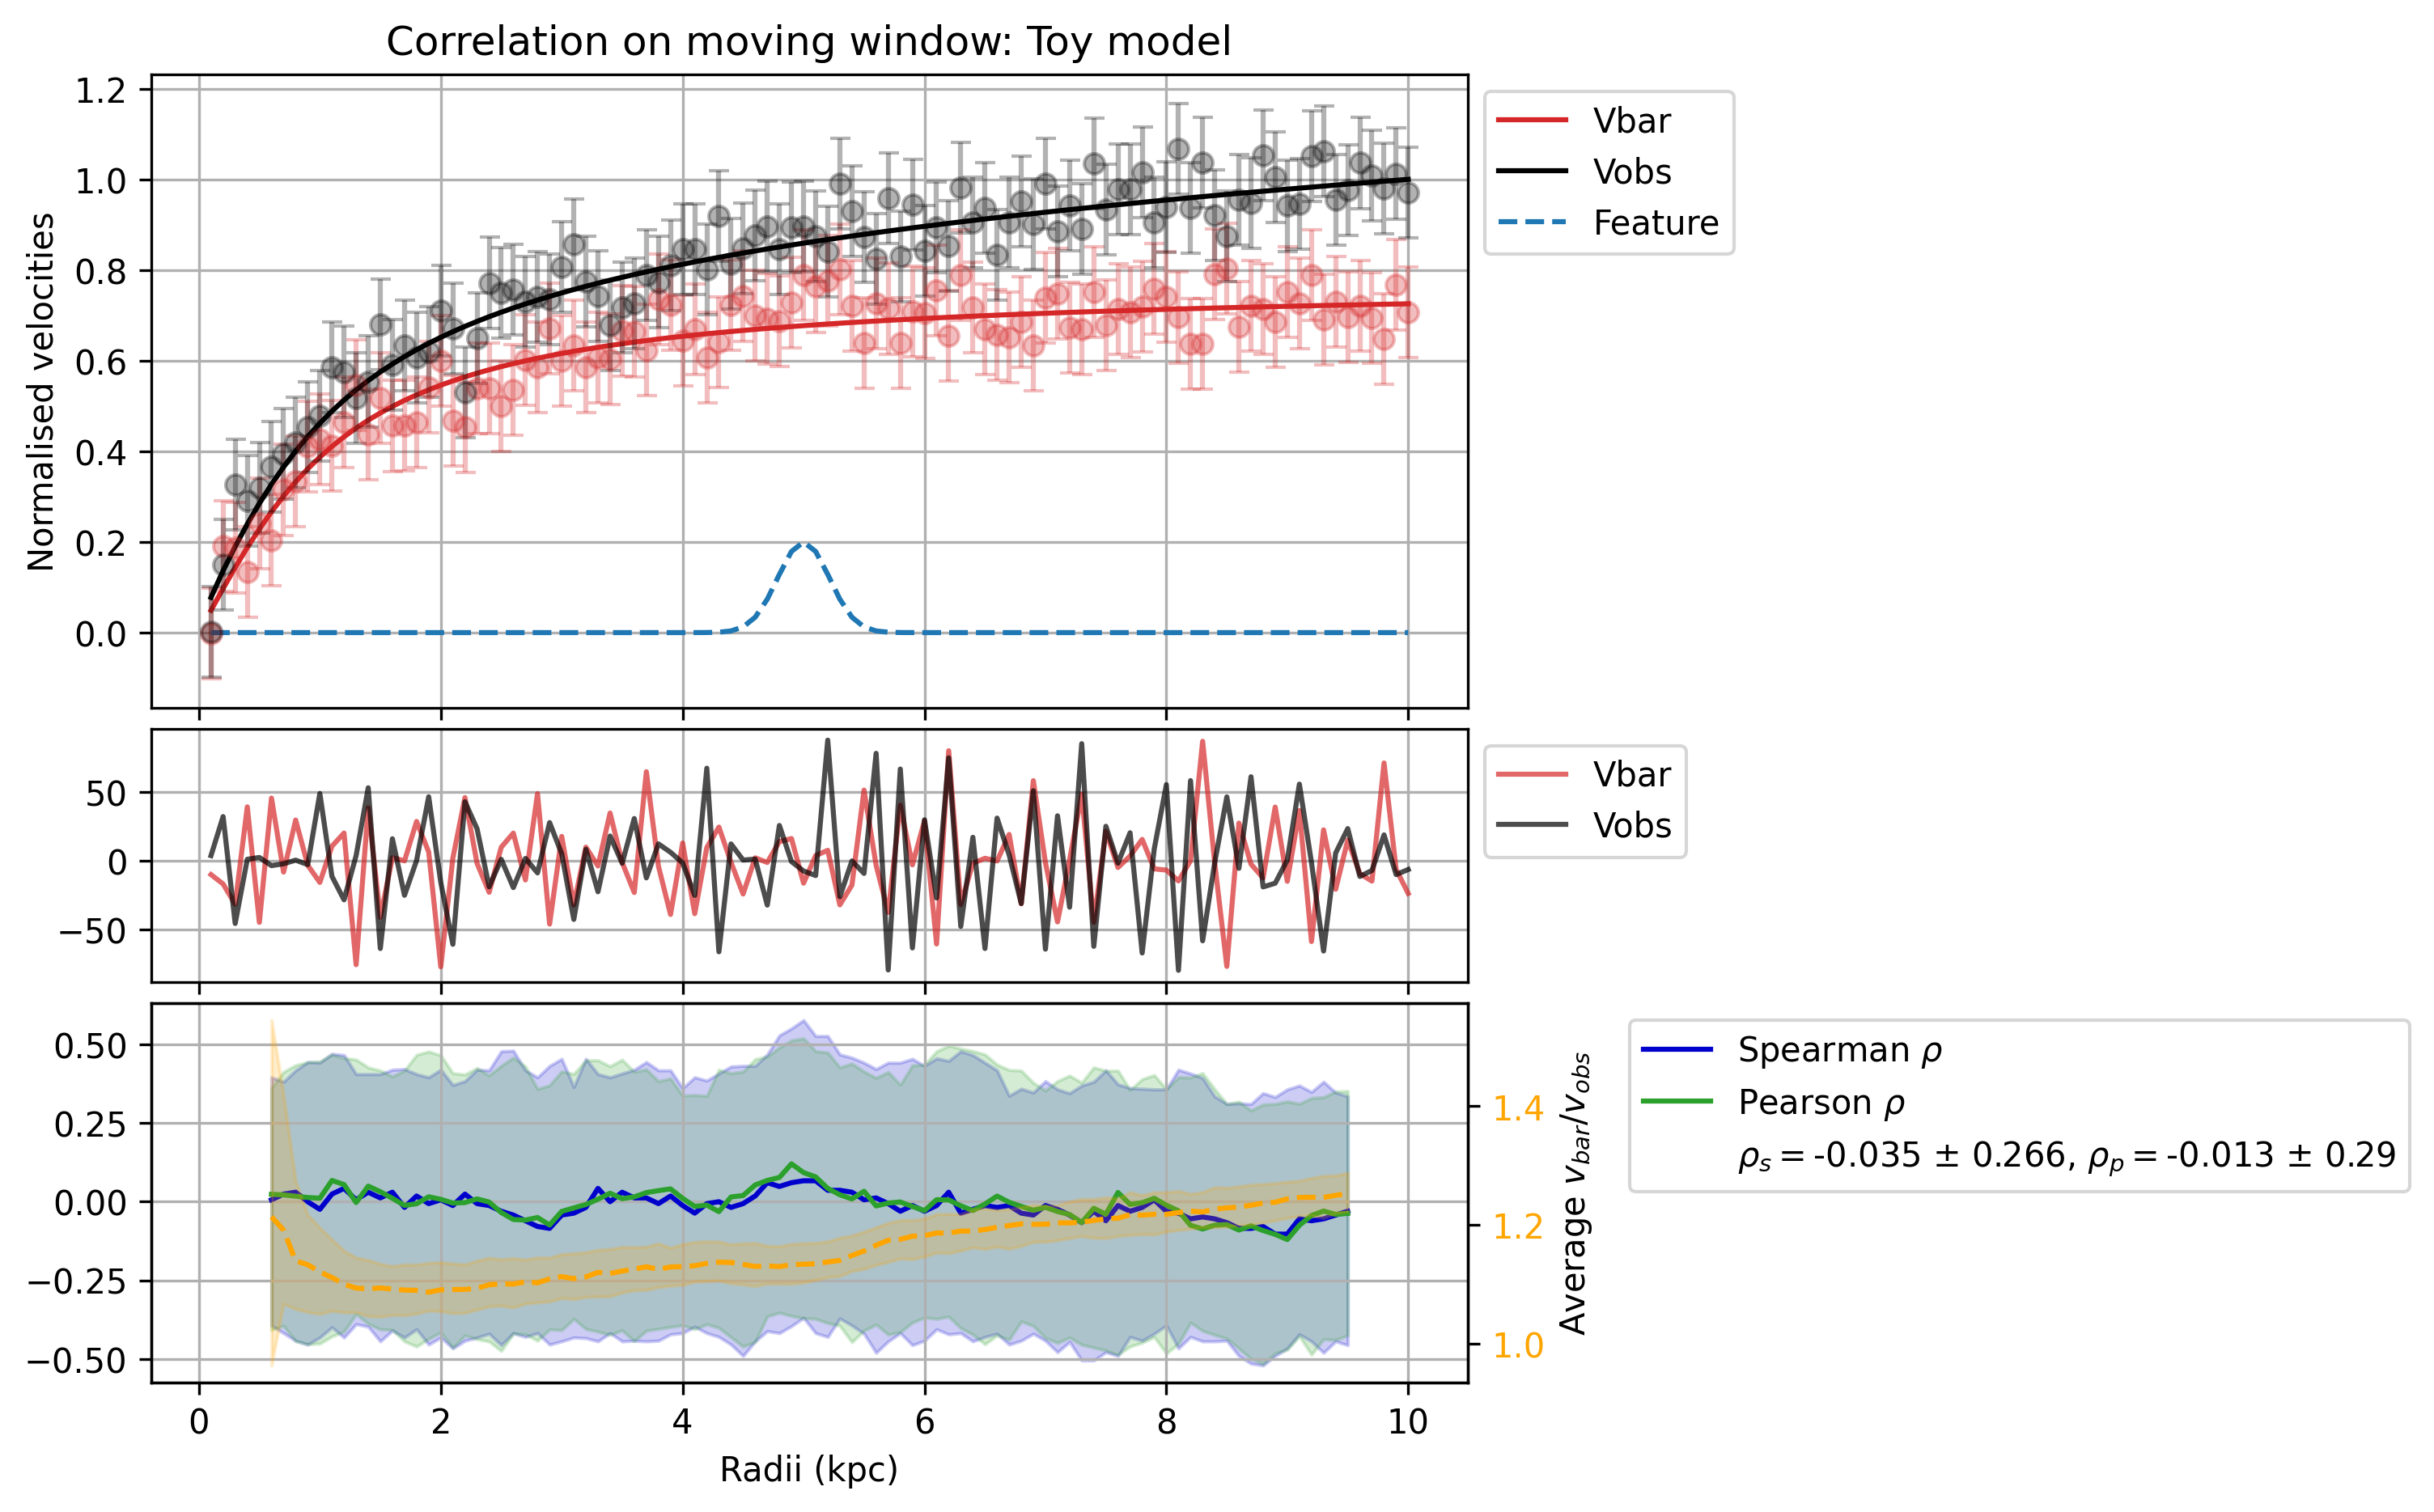 Correlation on moving window: Toy model
Normalised velocities
1.2
1.0
0.8
0.6
0.4
0.2
0.0
Vbar
Vobs
Feature
50
0
−50
Vbar
Vobs
0.50
0.25
0.00
−0.25
−0.50
1.4
1.2
1.0
Average v_bar/v_obs
Spearman ρ
Pearson ρ
ρ_s = -0.035 ± 0.266, ρ_p = -0.013 ± 0.29
0 2 4 6 8 10
Radii (kpc)